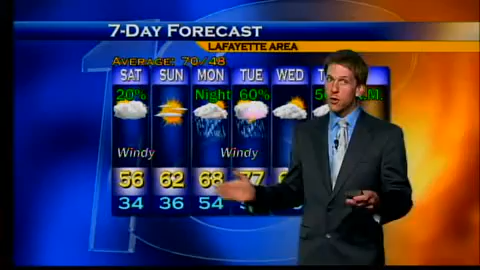 7-DAY FORECAST
LAFAYETTE AREA
AVERAGE: 70/48
SAT SUN MON TUE WED
20% Night 60%
Windy Windy
56 62 68 77
34 36 54